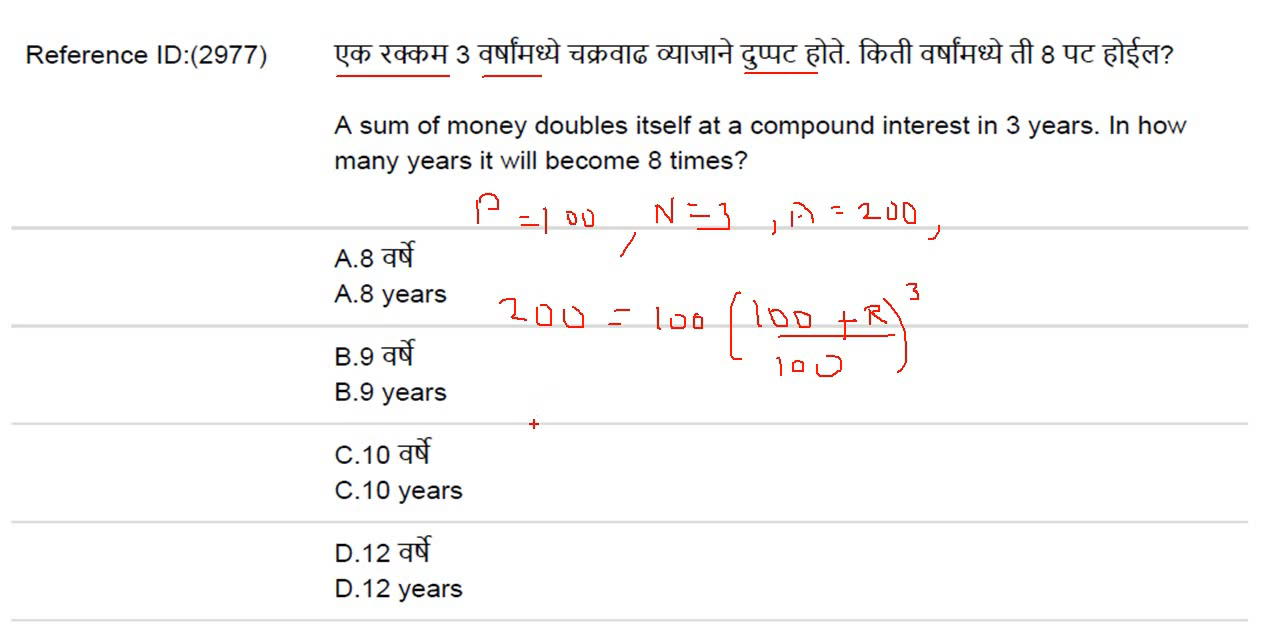 Reference ID:(2977) एक रक्कम 3 वर्षांमध्ये चक्रवाढ व्याजाने दुप्पट होते. किती वर्षांमध्ये ती 8 पट होईल?
A sum of money doubles itself at a compound interest in 3 years. In how
many years it will become 8 times?
P = 100, N = 3, A = 200,
A.8 वर्षे
A.8 years
200 = 100 (100 + R / 100)^3
B.9 वर्षे
B.9 years
C.10 वर्षे
C.10 years
D.12 वर्षे
D.12 years